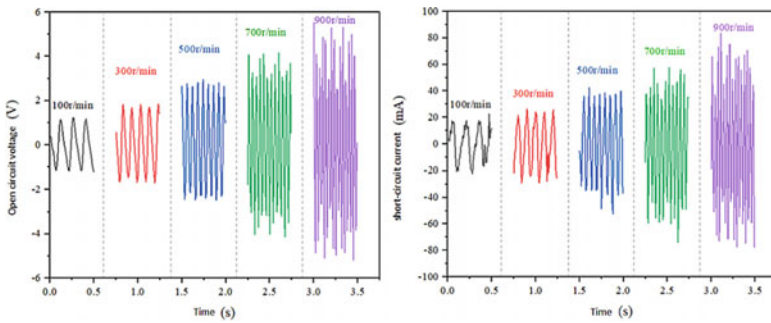 6
4
2
0
-2
-4
-6
Open circuit voltage (V)
100r/min
300r/min
500r/min
700r/min
900r/min
0.0 0.5 1.0 1.5 2.0 2.5 3.0 3.5
Time (s)
100
80
60
40
20
0
-20
-40
-60
-80
-100
short-circuit current (mA)
100r/min
300r/min
500r/min
700r/min
900r/min
0.0 0.5 1.0 1.5 2.0 2.5 3.0 3.5
Time (s)